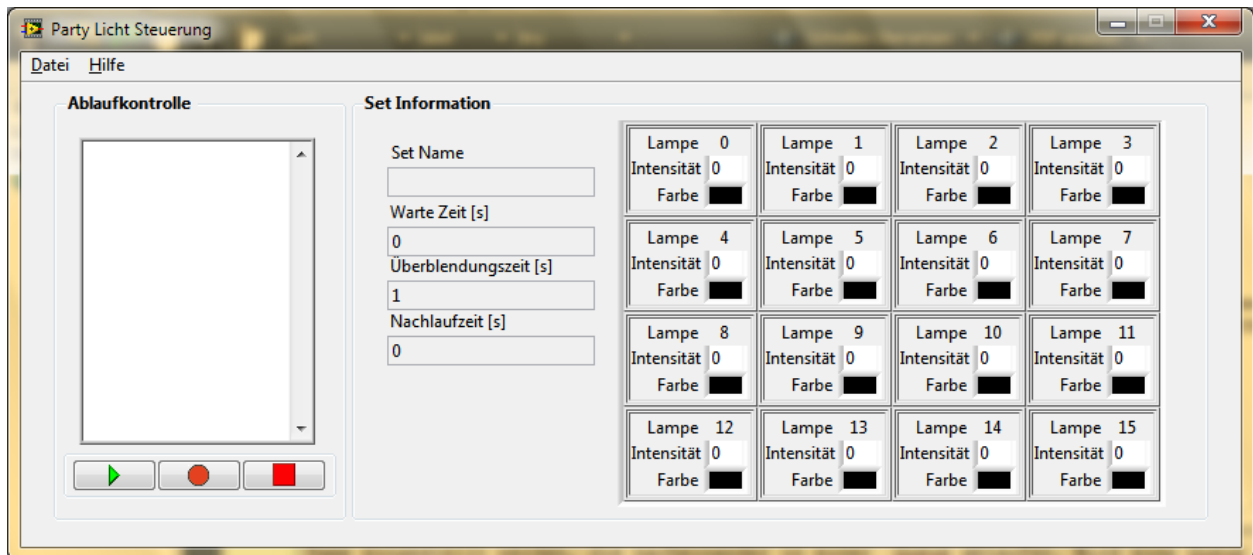 Party Licht Steuerung
Datei Hilfe
Ablaufkontrolle
Set Information
Set Name
Warte Zeit [s]
0
Überblendungszeit [s]
1
Nachlaufzeit [s]
0
Lampe 0 Lampe 1 Lampe 2 Lampe 3
Intensität 0 Intensität 0 Intensität 0 Intensität 0
Farbe Farbe Farbe Farbe
Lampe 4 Lampe 5 Lampe 6 Lampe 7
Intensität 0 Intensität 0 Intensität 0 Intensität 0
Farbe Farbe Farbe Farbe
Lampe 8 Lampe 9 Lampe 10 Lampe 11
Intensität 0 Intensität 0 Intensität 0 Intensität 0
Farbe Farbe Farbe Farbe
Lampe 12 Lampe 13 Lampe 14 Lampe 15
Intensität 0 Intensität 0 Intensität 0 Intensität 0
Farbe Farbe Farbe Farbe